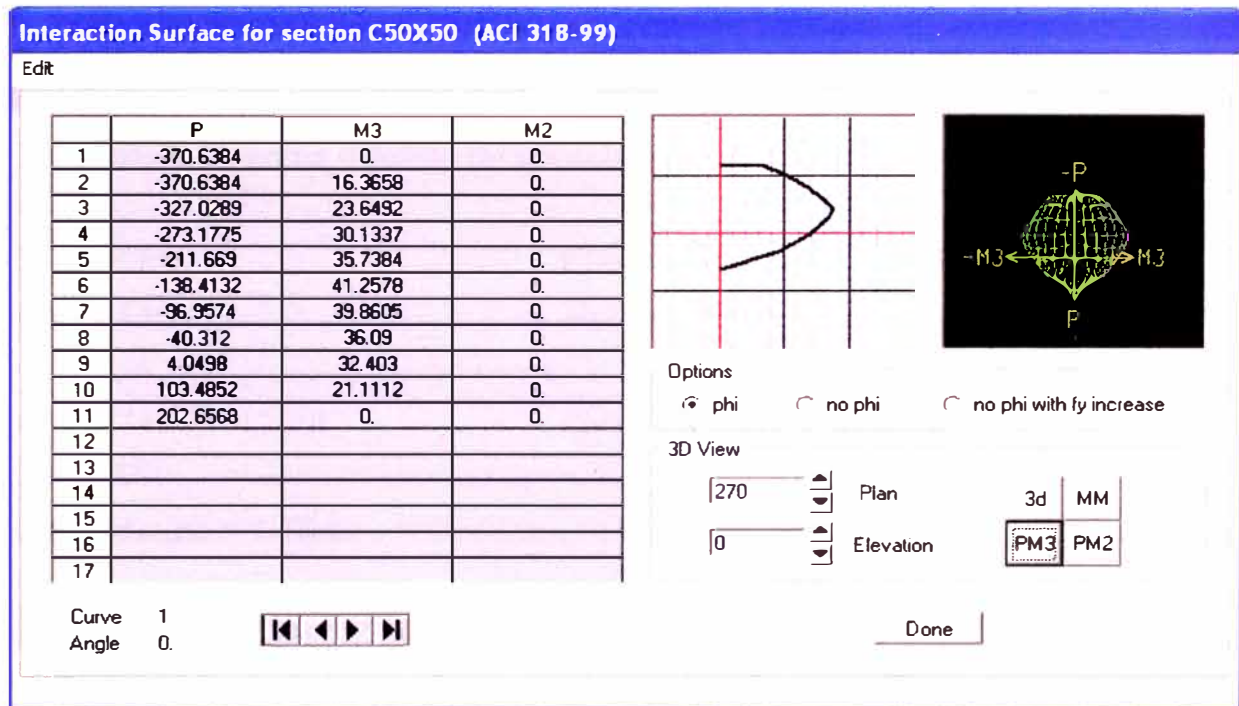 Interaction Surface for section C50X50 (ACI 318-99)
Edit
P M3 M2
1 -370.6384 0. 0.
2 -370.6384 16.3658 0.
3 -327.0289 23.6492 0.
4 -273.1775 30.1337 0.
5 -211.669 35.7384 0.
6 -138.4132 41.2578 0.
7 -96.9574 39.8605 0.
8 -40.312 36.09 0.
9 4.0498 32.403 0.
10 103.4852 21.1112 0.
11 202.6568 0. 0.
12
13
14
15
16
17
-P
-M3 M3
P
Options
phi no phi no phi with fy increase
3D View
270 Plan
0 Elevation
3d MM
PM3 PM2
Curve 1
Angle 0.
Done